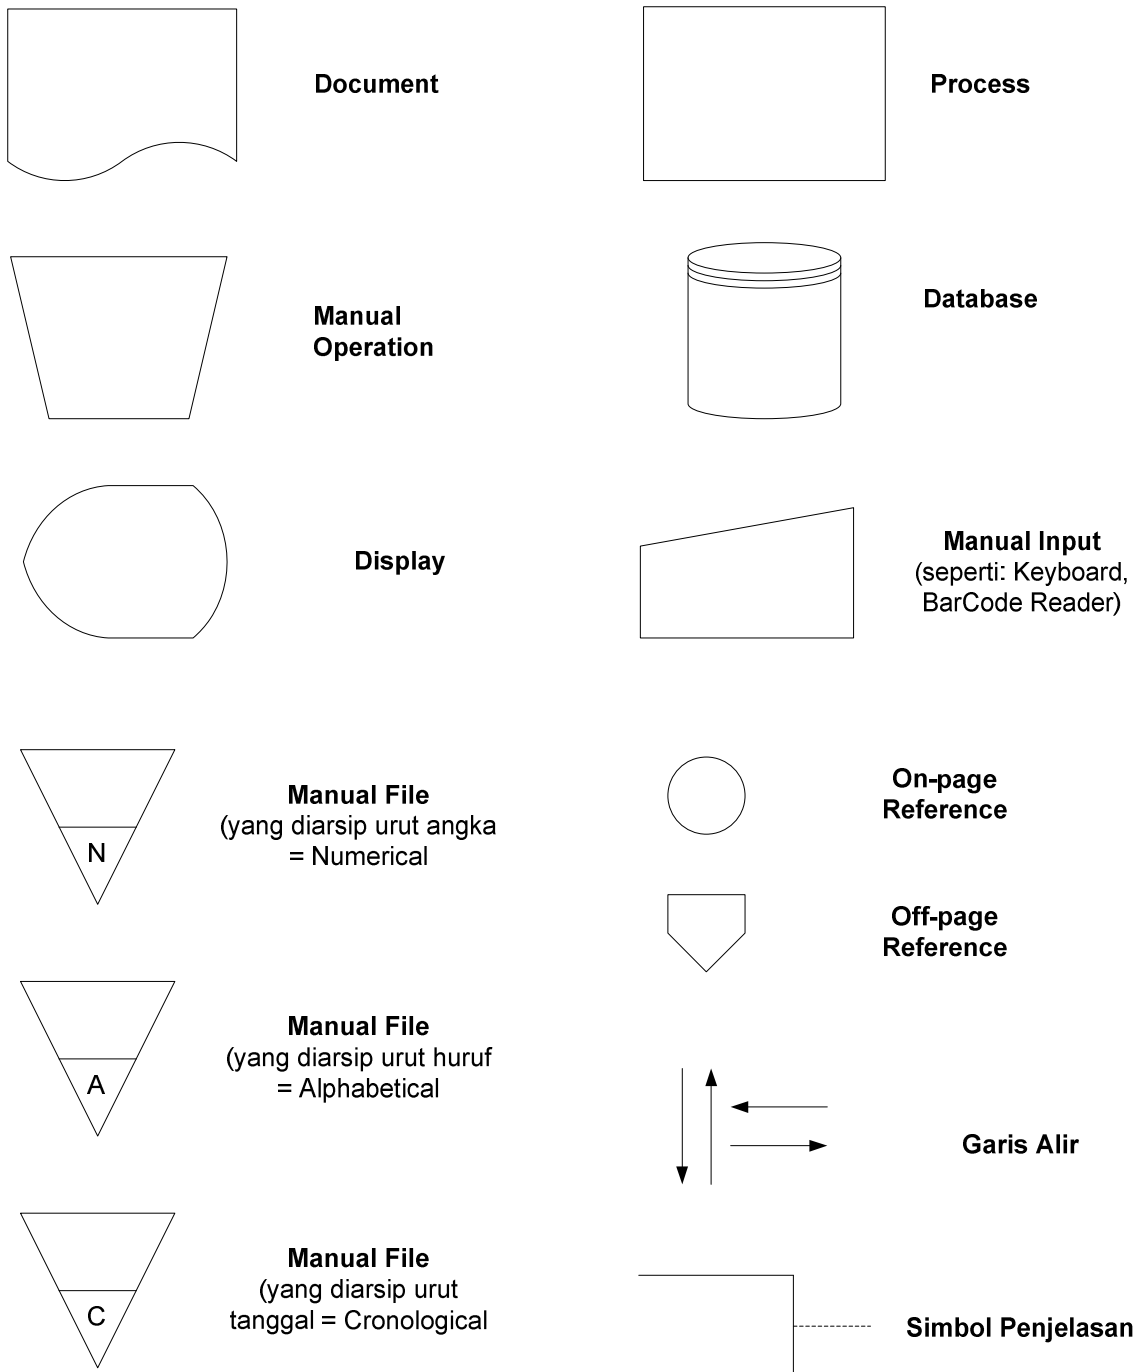 Document
Process
Manual
Operation
Database
Display
Manual Input
(seperti: Keyboard,
BarCode Reader)
N
Manual File
(yang diarsip urut angka
= Numerical
On-page
Reference
Off-page
Reference
A
Manual File
(yang diarsip urut huruf
= Alphabetical
Garis Alir
C
Manual File
(yang diarsip urut
tanggal = Cronological
Simbol Penjelasan